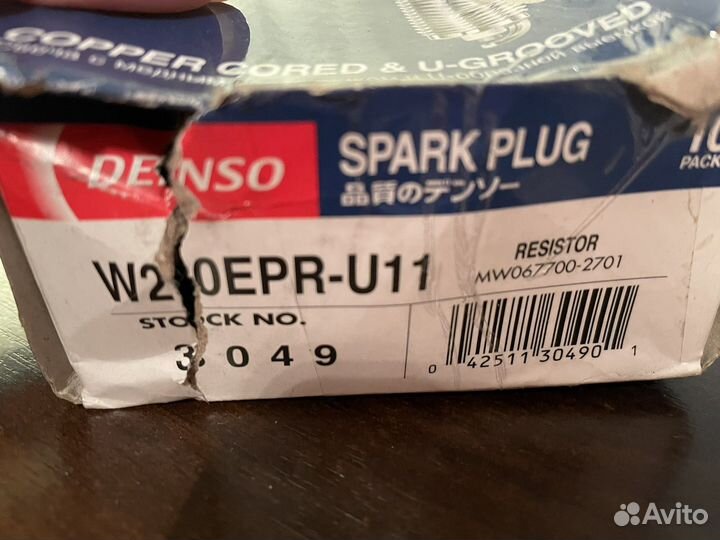 COPPER CORED & U-GROOVED
DENSO
SPARK PLUG
品質のデンソー
PACK
W20EPR-U11
RESISTOR
MW067700-2701
STOCK NO.
3049
0 42511 30490 1
Avito